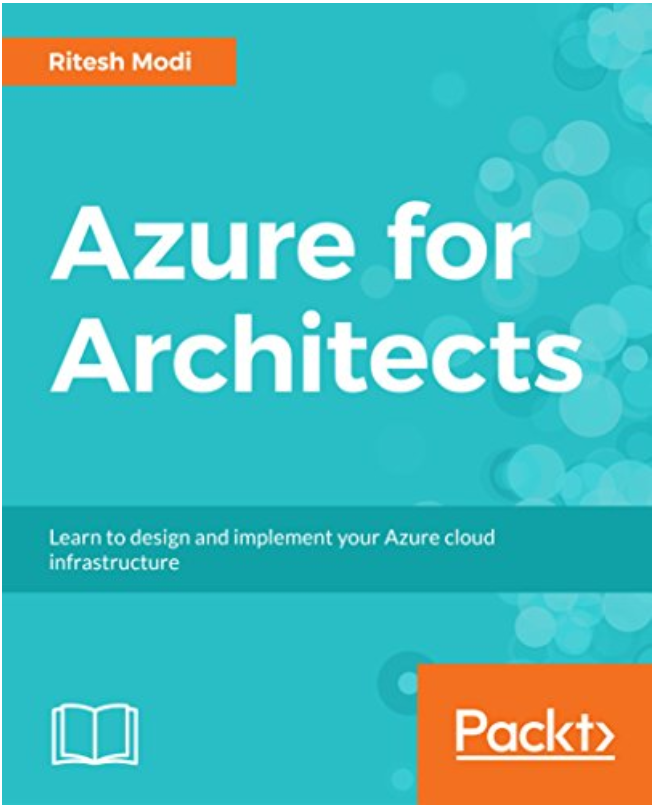 Ritesh Modi
Azure for
Architects
Learn to design and implement your Azure cloud
infrastructure
Packt>